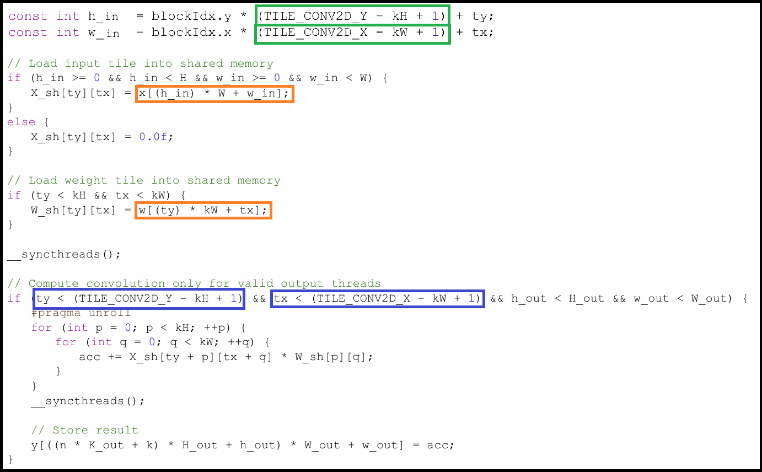 const int h_in = blockIdx.y * (TILE_CONV2D_Y - kH + 1) + ty;
const int w_in - blockIdx.x * (TILE_CONV2D_X - kW + 1) + tx;
// Load input tile into shared memory
if (h_in >= 0 && h_in < H && w_in >= 0 && w_in < W) {
X_sh[ty][tx] = x[(h_in) * W + w_in];
}
else {
X_sh[ty][tx] = 0.0f;
}
// Load weight tile into shared memory
if (ty < kH && tx < kW) {
W_sh[ty][tx] = w[(ty) * kW + tx];
}
__syncthreads();
// Compute convolution only for valid output threads
if (ty < (TILE_CONV2D_Y - kH + 1) && tx < (TILE_CONV2D_X - kW + 1) && h_out < H_out && w_out < W_out) {
#pragma unroll
for (int p = 0; p < kH; ++p) {
for (int q = 0; q < kW; ++q) {
acc += X_sh[ty + p][tx + q] * W_sh[p][q];
}
}
__syncthreads();
// Store result
y[((n * K_out + k) * H_out + h_out) * W_out + w_out] = acc;
}